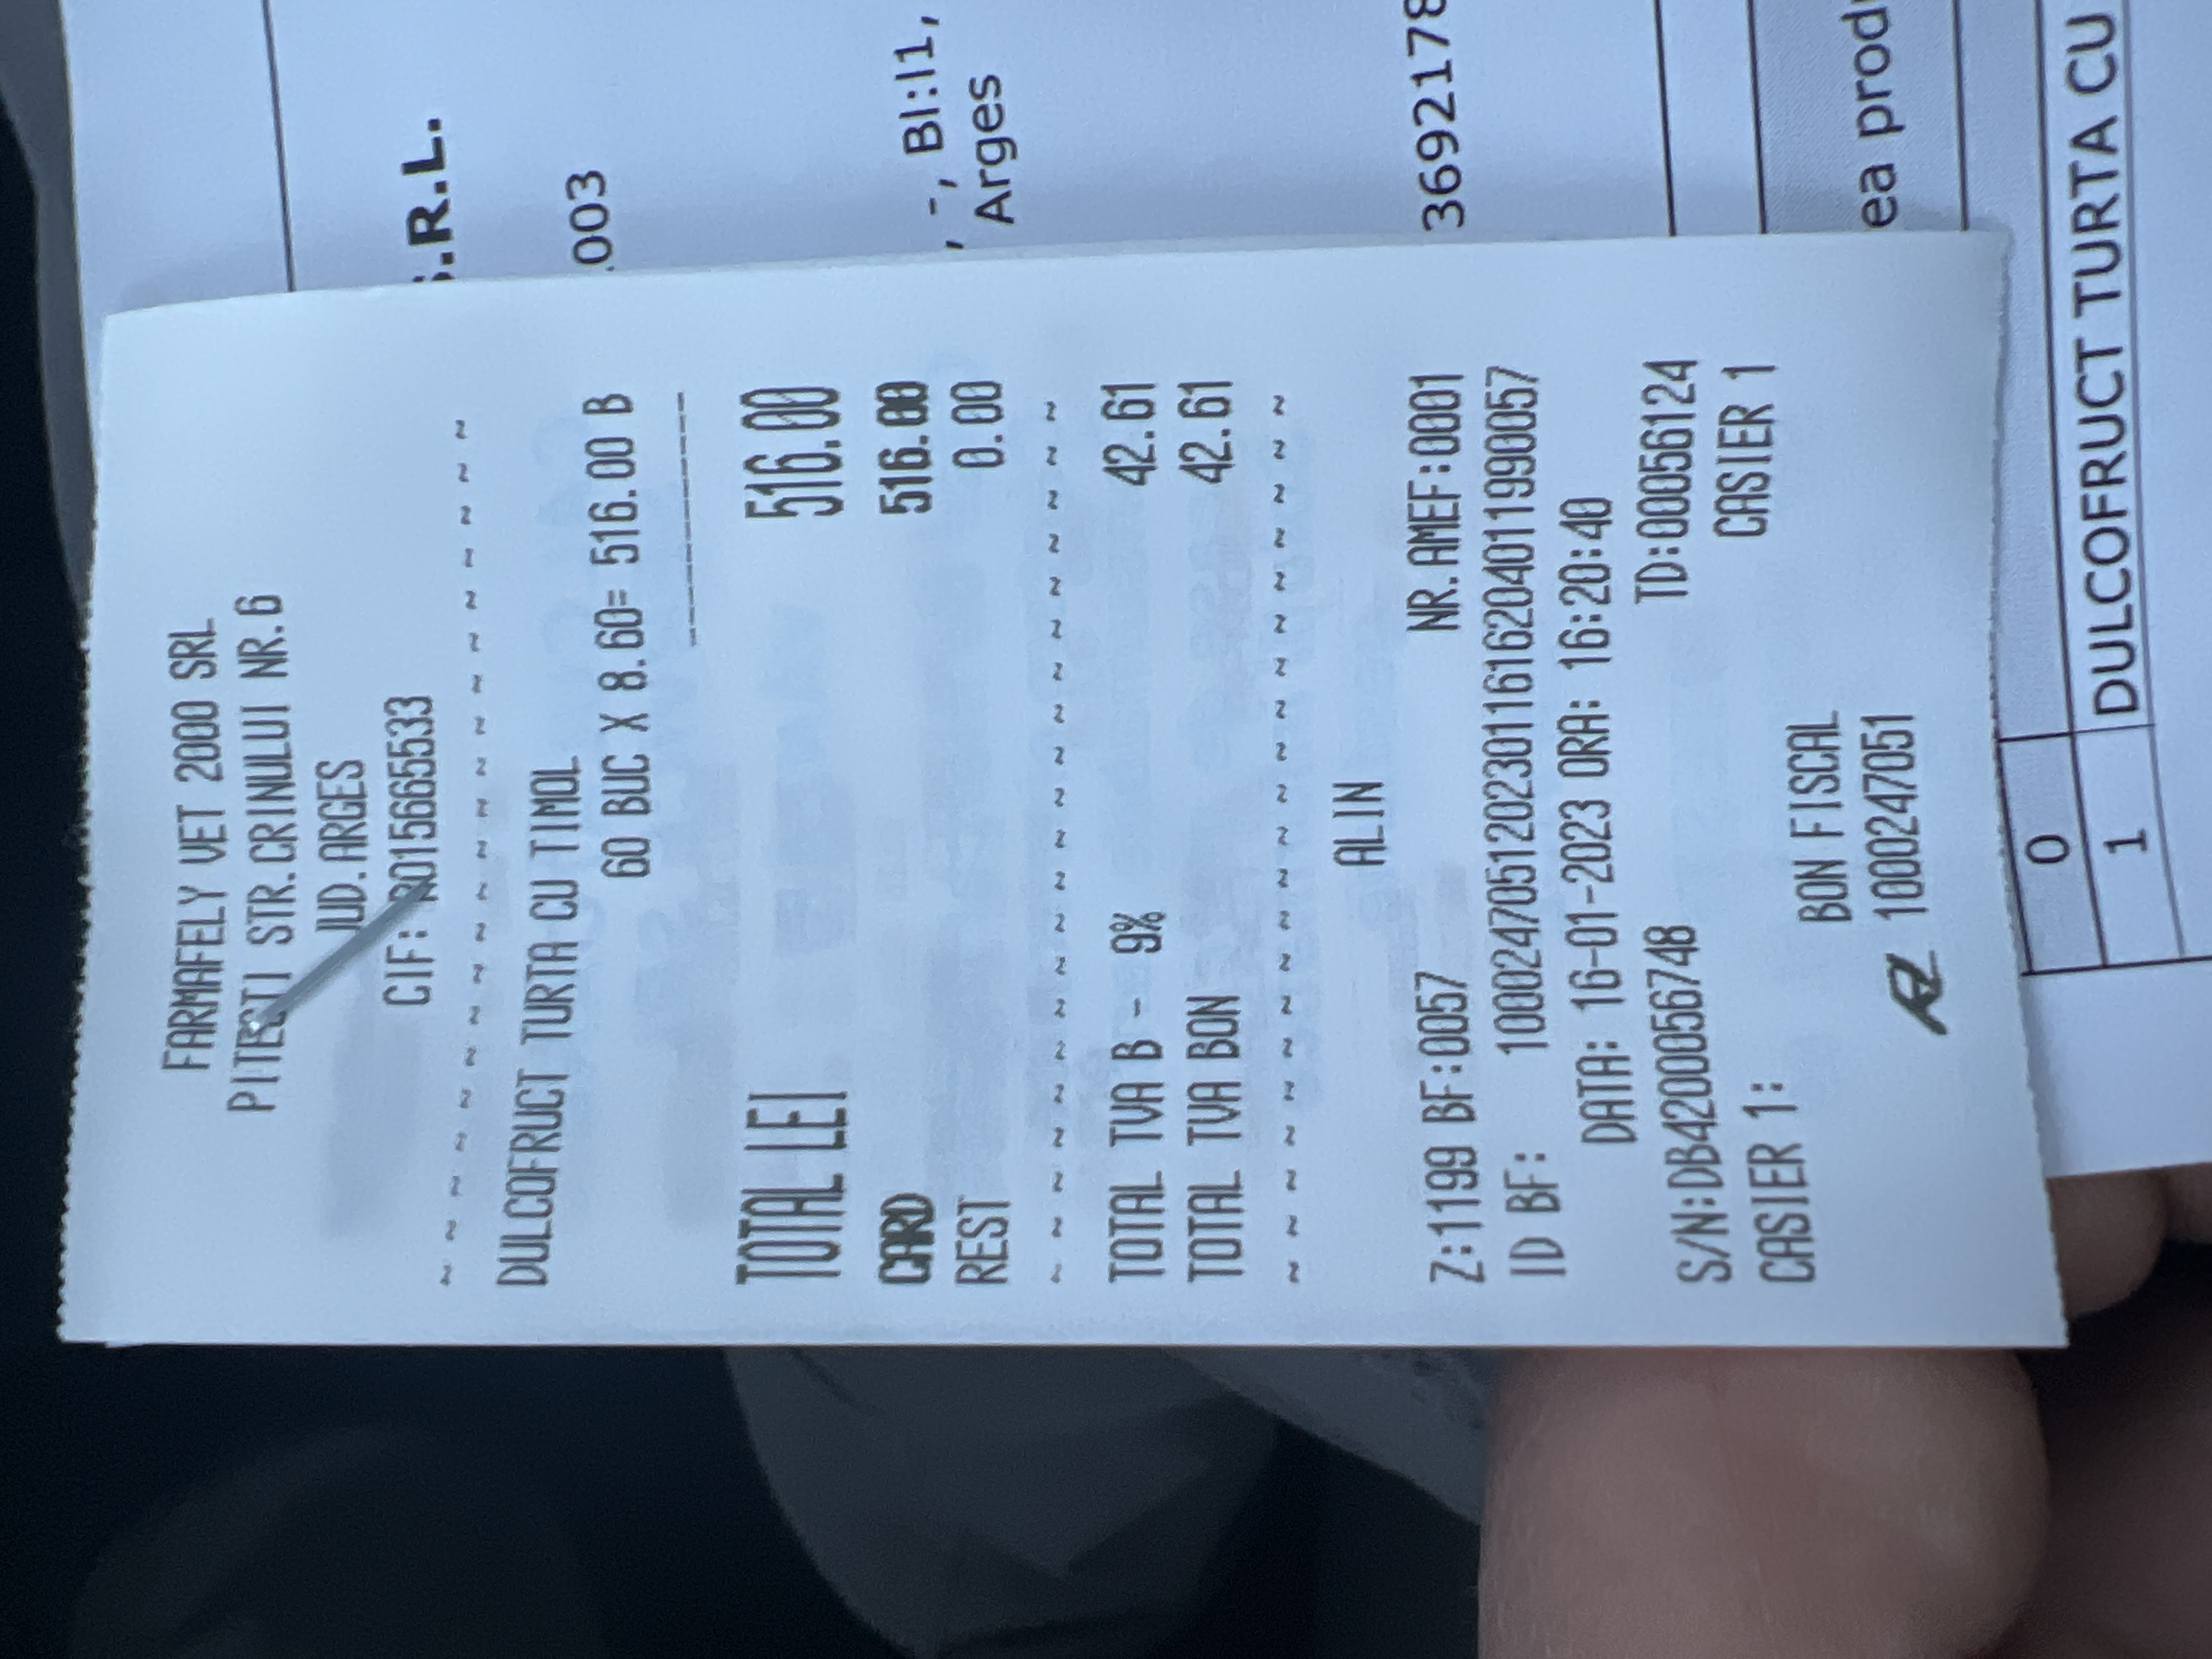 FARMAFELY VET 2000 SRL
PITESTI STR.CRINULUI NR.6
JUD.ARGES
CIF: RO15665533
~ ~ ~ ~ ~ ~ ~ ~ ~ ~ ~ ~ ~ ~ ~ ~ ~ ~ ~ ~ ~
DULCOFRUCT TURTA CU TIMOL
60 BUC X 8.60= 516.00 B
TOTAL LEI 516.00
CARD 516.00
REST 0.00
~ ~ ~ ~ ~ ~ ~ ~ ~ ~ ~ ~ ~ ~ ~ ~ ~ ~ ~ ~ ~
TOTAL TVA B - 9% 42.61
TOTAL TVA BON 42.61
~ ~ ~ ~ ~ ~ ~ ~ ~ ~ ~ ~ ~ ~ ~ ~ ~ ~ ~ ~ ~
ALIN
Z:1199 BF:0057 NR.AMEF:0001
ID BF: 10002470512023011616204011990057
DATA: 16-01-2023 ORA: 16:20:40
S/N:DB4200056748 TD:00056124
CASIER 1: CASIER 1
BON FISCAL
1000247051
S.R.L.
.003
, -, Bl:I1,
Arges
3692178
ea prod
0
1 DULCOFRUCT TURTA CU